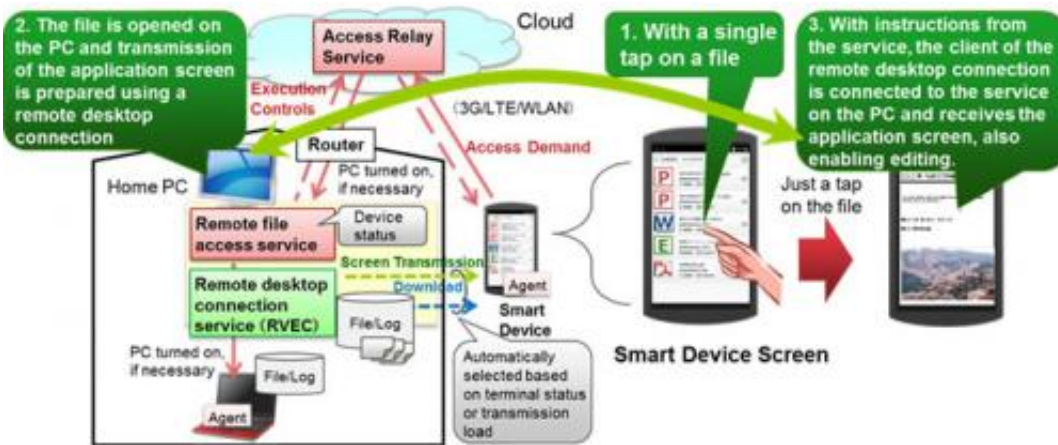 2. The file is opened on
the PC and transmission
of the application screen
is prepared using a
remote desktop
connection
Cloud
Access Relay
Service
1. With a single
tap on a file
3. With instructions from
the service, the client of the
remote desktop connection
is connected to the service
on the PC and receives the
application screen, also
enabling editing.
Execution
Controls
(3G/LTE/WLAN)
Router
Access Demand
Home PC
PC turned on,
if necessary
Just a tap
on the file
Remote file
access service
Device
status
Screen Transmission
Remote desktop
connection
service (RVEC)
Download
File/Log
Agent
Smart
Device
P
P
W
E
Smart Device Screen
PC turned on,
if necessary
File/Log
Agent
Automatically
selected based
on terminal status
or transmission
load